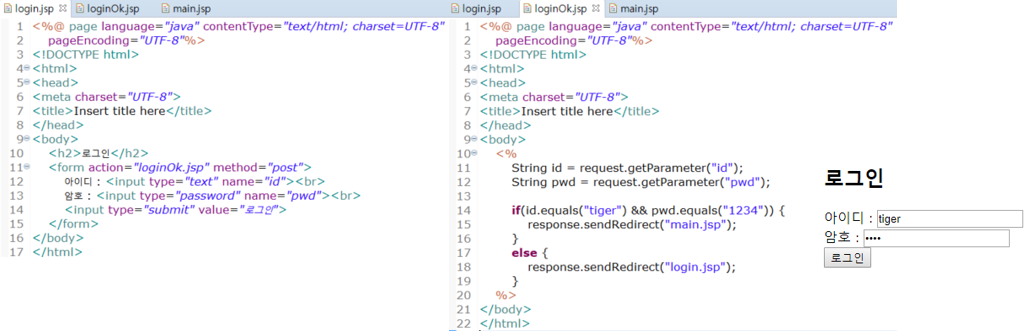 login.jsp loginOk.jsp main.jsp
1 <%@ page language="java" contentType="text/html; charset=UTF-8"
2 pageEncoding="UTF-8"%>
3 <!DOCTYPE html>
4 <html>
5 <head>
6 <meta charset="UTF-8">
7 <title>Insert title here</title>
8 </head>
9 <body>
10 <h2>로그인</h2>
11 <form action="loginOk.jsp" method="post">
12 아이디 : <input type="text" name="id"><br>
13 암호 : <input type="password" name="pwd"><br>
14 <input type="submit" value="로그인">
15 </form>
16 </body>
17 </html>
login.jsp loginOk.jsp main.jsp
1 <%@ page language="java" contentType="text/html; charset=UTF-8"
2 pageEncoding="UTF-8"%>
3 <!DOCTYPE html>
4 <html>
5 <head>
6 <meta charset="UTF-8">
7 <title>Insert title here</title>
8 </head>
9 <body>
10 <%
11 String id = request.getParameter("id");
12 String pwd = request.getParameter("pwd");
13
14 if(id.equals("tiger") && pwd.equals("1234")) {
15 response.sendRedirect("main.jsp");
16 }
17 else {
18 response.sendRedirect("login.jsp");
19 }
20 %>
21 </body>
22 </html>
로그인
아이디 : tiger
암호 : ••••
로그인